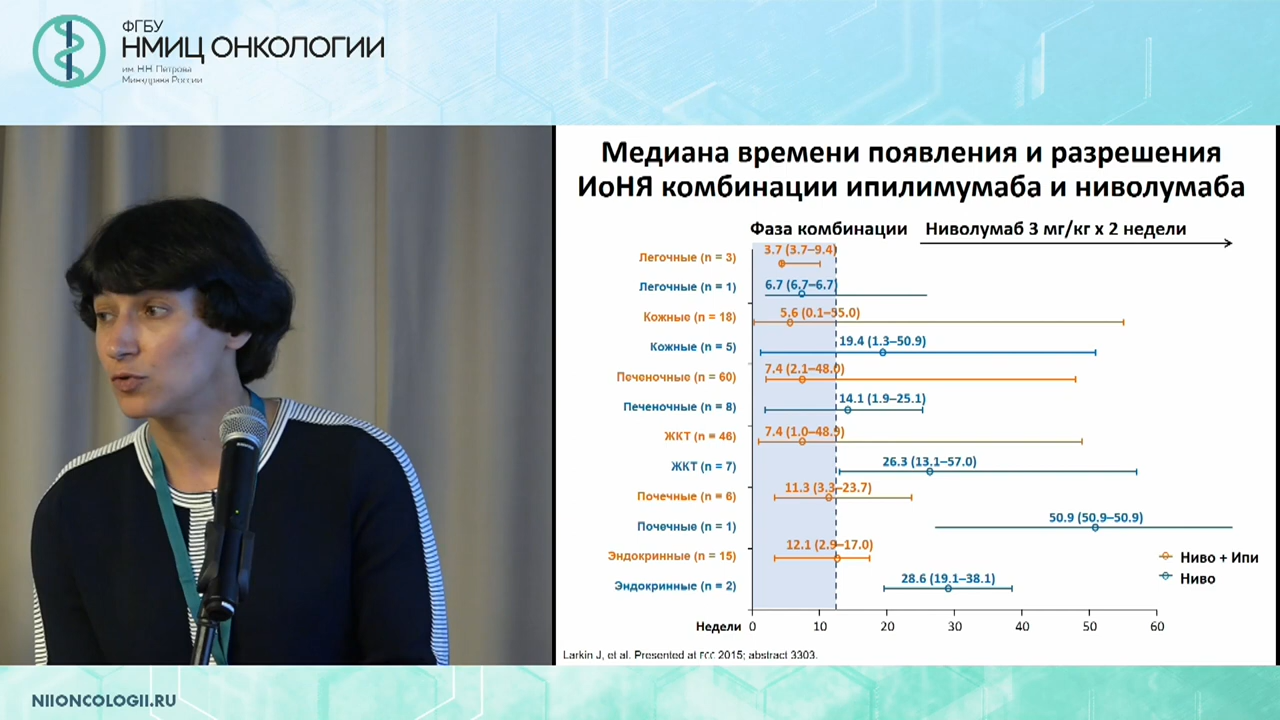 ФГБУ
НМИЦ ОНКОЛОГИИ
им. Н.Н. Петрова
Минздрава России
Медиана времени появления и разрешения
ИоНЯ комбинации ипилимумаба и ниволумаба
Фаза комбинации
Ниволумаб 3 мг/кг x 2 недели
Легочные (n = 3) 3.7 (3.7–9.4)
Легочные (n = 1) 6.7 (6.7–6.7)
Кожные (n = 18) 5.6 (0.1–55.0)
Кожные (n = 5) 19.4 (1.3–50.9)
Печеночные (n = 60) 7.4 (2.1–48.0)
Печеночные (n = 8) 14.1 (1.9–25.1)
ЖКТ (n = 46) 7.4 (1.0–48.9)
ЖКТ (n = 7) 26.3 (13.1–57.0)
Почечные (n = 6) 11.3 (3.3–23.7)
Почечные (n = 1) 50.9 (50.9–50.9)
Эндокринные (n = 15) 12.1 (2.9–17.0)
Эндокринные (n = 2) 28.6 (19.1–38.1)
Ниво + Ипи
Ниво
Недели 0 10 20 30 40 50 60
Larkin J, et al. Presented at ECC 2015; abstract 3303.
NIIONCOLOGII.RU